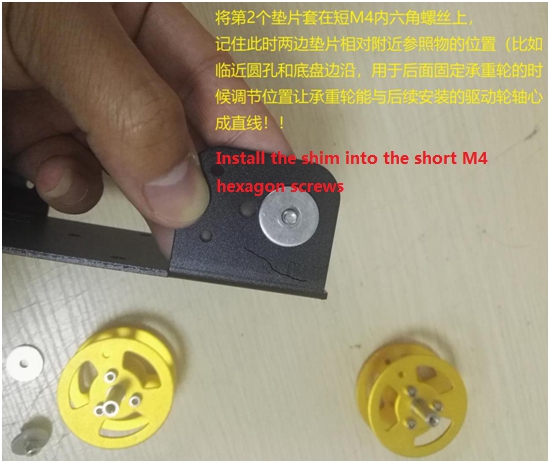 将第2个垫片套在短M4内六角螺丝上，
记住此时两边垫片相对附近参照物的位置（比如
临近圆孔和底盘边沿，用于后面固定承重轮的时
候调节位置让承重轮能与后续安装的驱动轮轴心
成直线！！
Install the shim into the short M4
hexagon screws